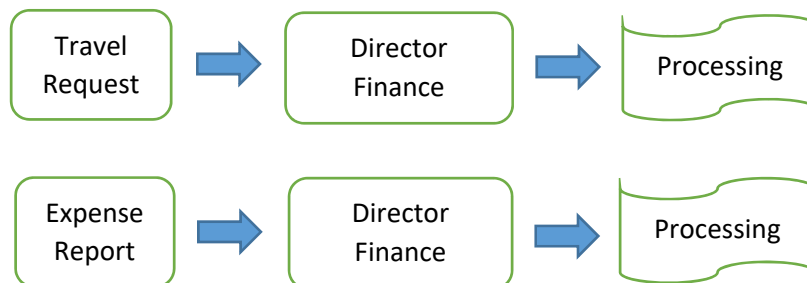 Travel
Request
Director
Finance
Processing
Expense
Report
Director
Finance
Processing